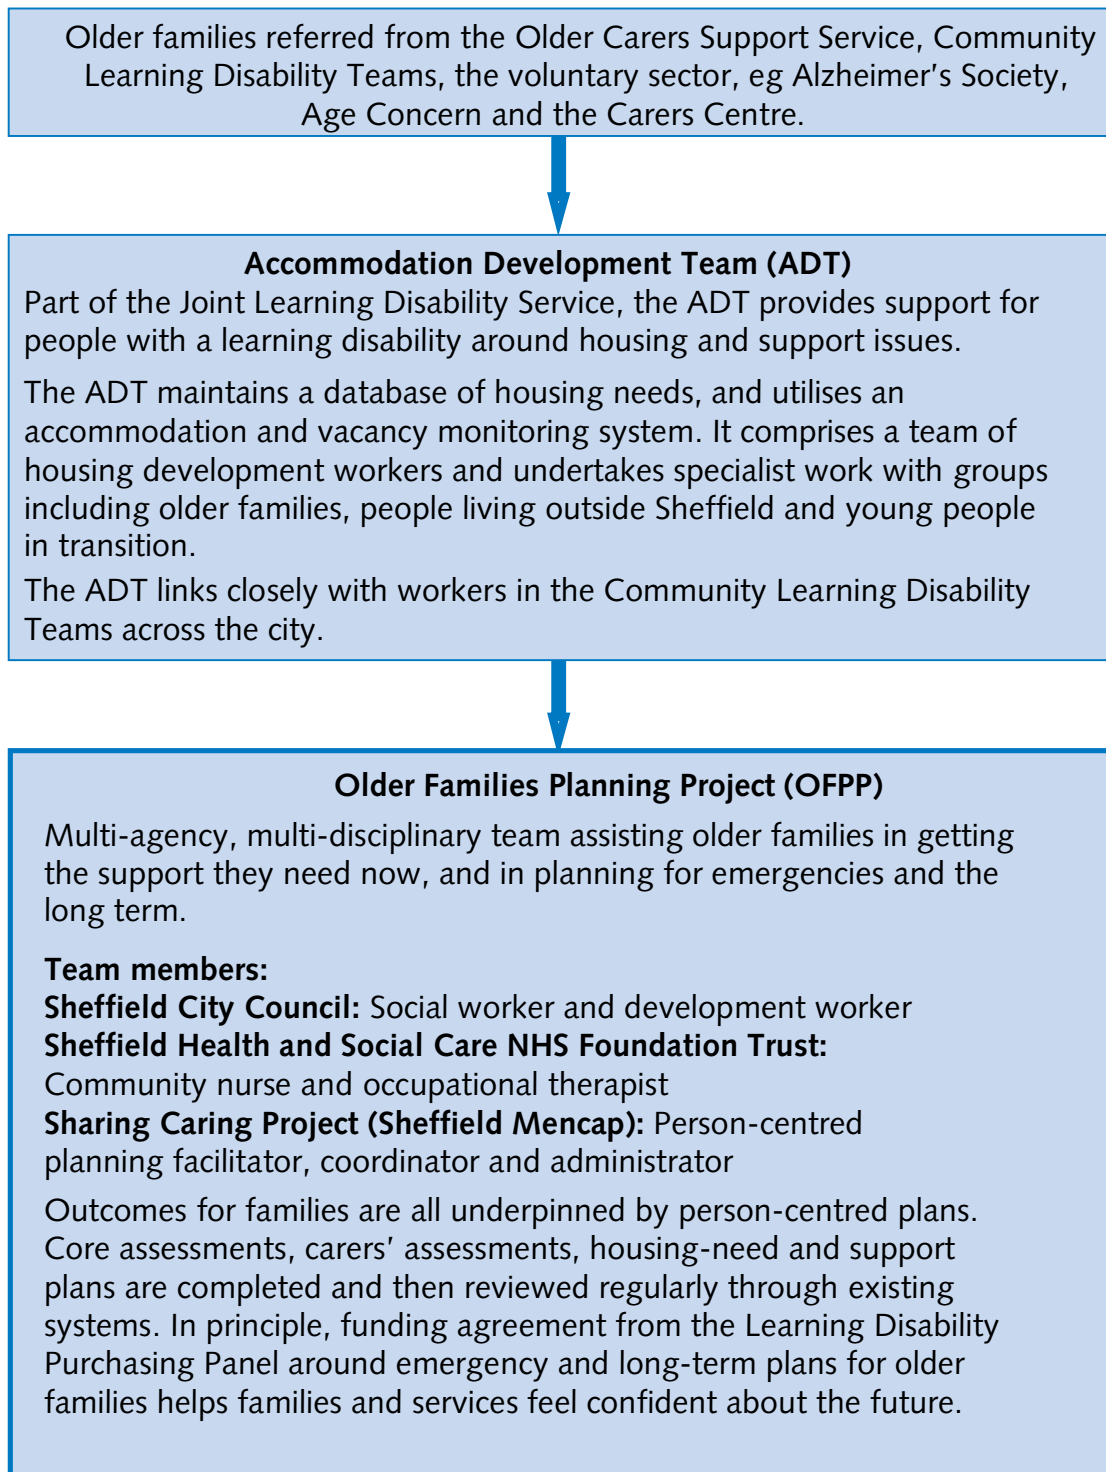 Older families referred from the Older Carers Support Service, Community
Learning Disability Teams, the voluntary sector, eg Alzheimer’s Society,
Age Concern and the Carers Centre.
Accommodation Development Team (ADT)
Part of the Joint Learning Disability Service, the ADT provides support for
people with a learning disability around housing and support issues.
The ADT maintains a database of housing needs, and utilises an
accommodation and vacancy monitoring system. It comprises a team of
housing development workers and undertakes specialist work with groups
including older families, people living outside Sheffield and young people
in transition.
The ADT links closely with workers in the Community Learning Disability
Teams across the city.
Older Families Planning Project (OFPP)
Multi-agency, multi-disciplinary team assisting older families in getting
the support they need now, and in planning for emergencies and the
long term.
Team members:
Sheffield City Council: Social worker and development worker
Sheffield Health and Social Care NHS Foundation Trust:
Community nurse and occupational therapist
Sharing Caring Project (Sheffield Mencap): Person-centred
planning facilitator, coordinator and administrator
Outcomes for families are all underpinned by person-centred plans.
Core assessments, carers’ assessments, housing-need and support
plans are completed and then reviewed regularly through existing
systems. In principle, funding agreement from the Learning Disability
Purchasing Panel around emergency and long-term plans for older
families helps families and services feel confident about the future.